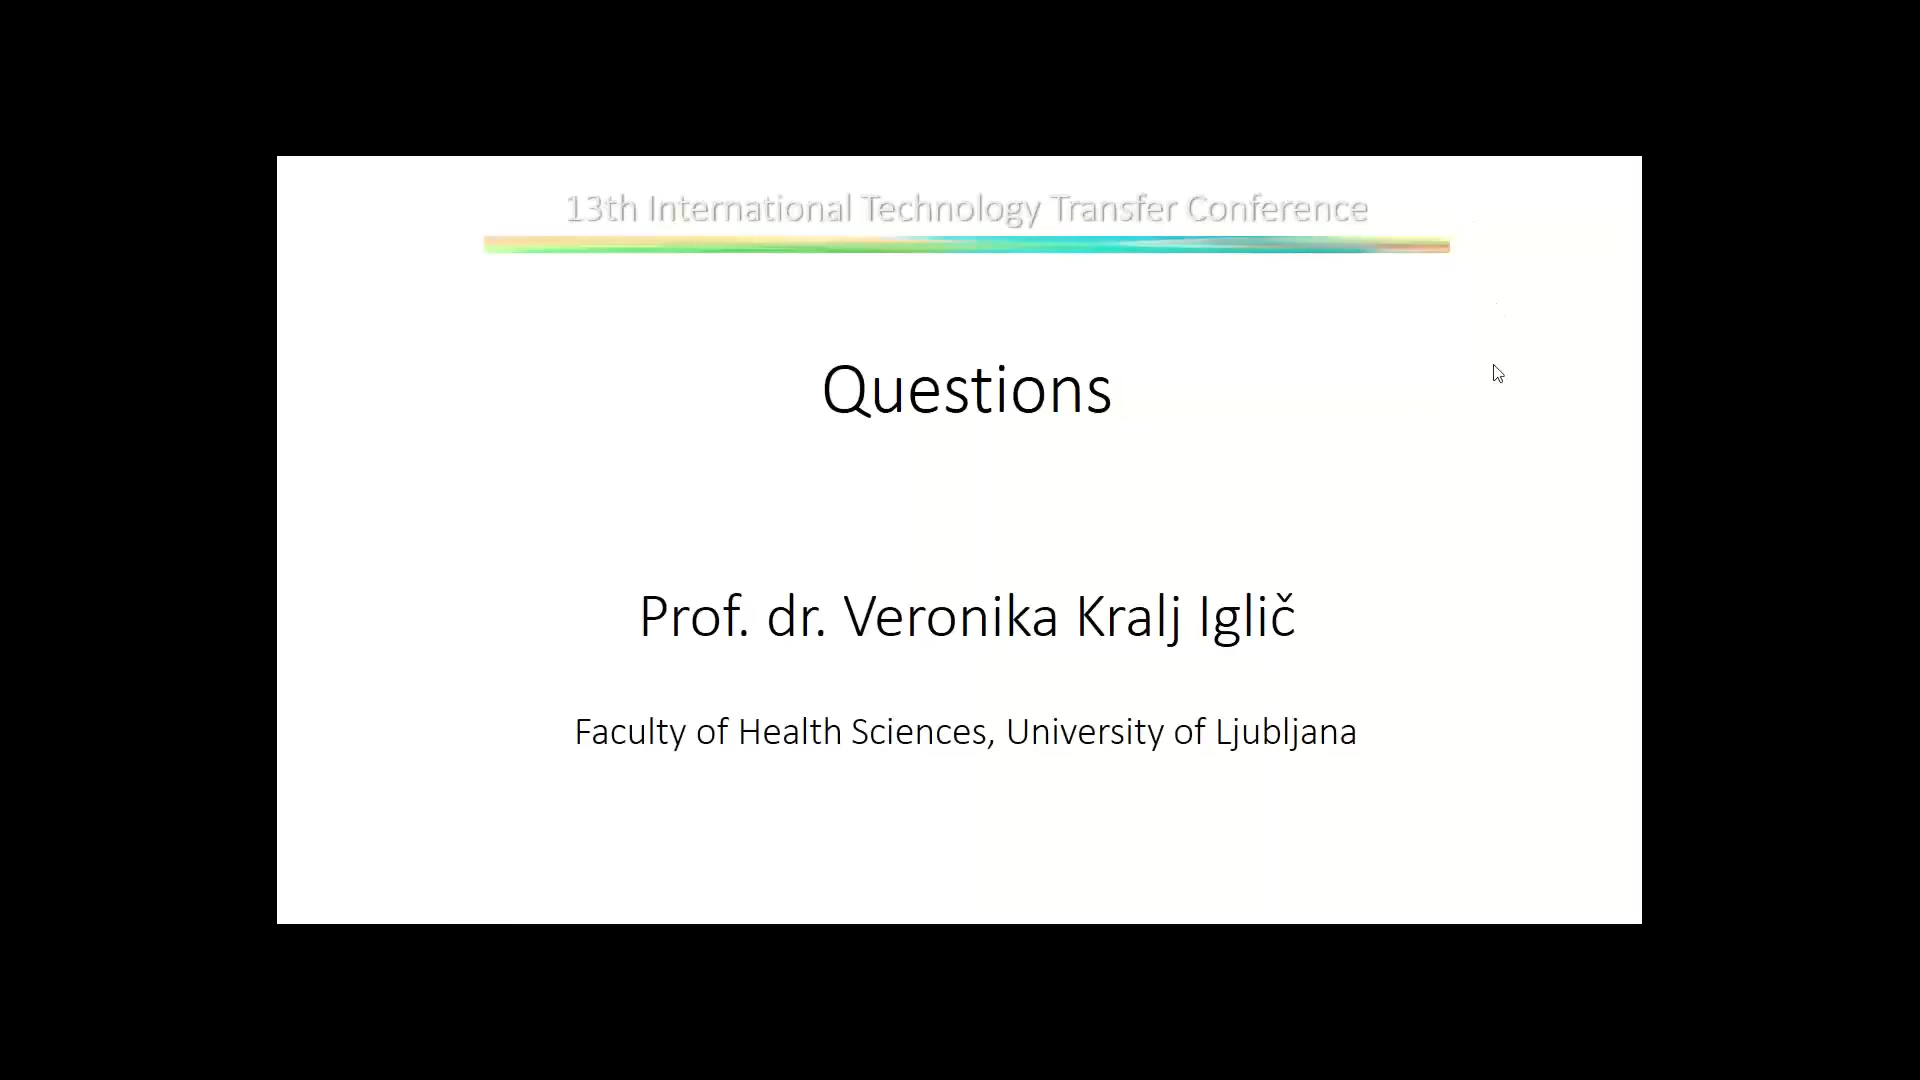 13th International Technology Transfer Conference
Questions
Prof. dr. Veronika Kralj Iglič
Faculty of Health Sciences, University of Ljubljana